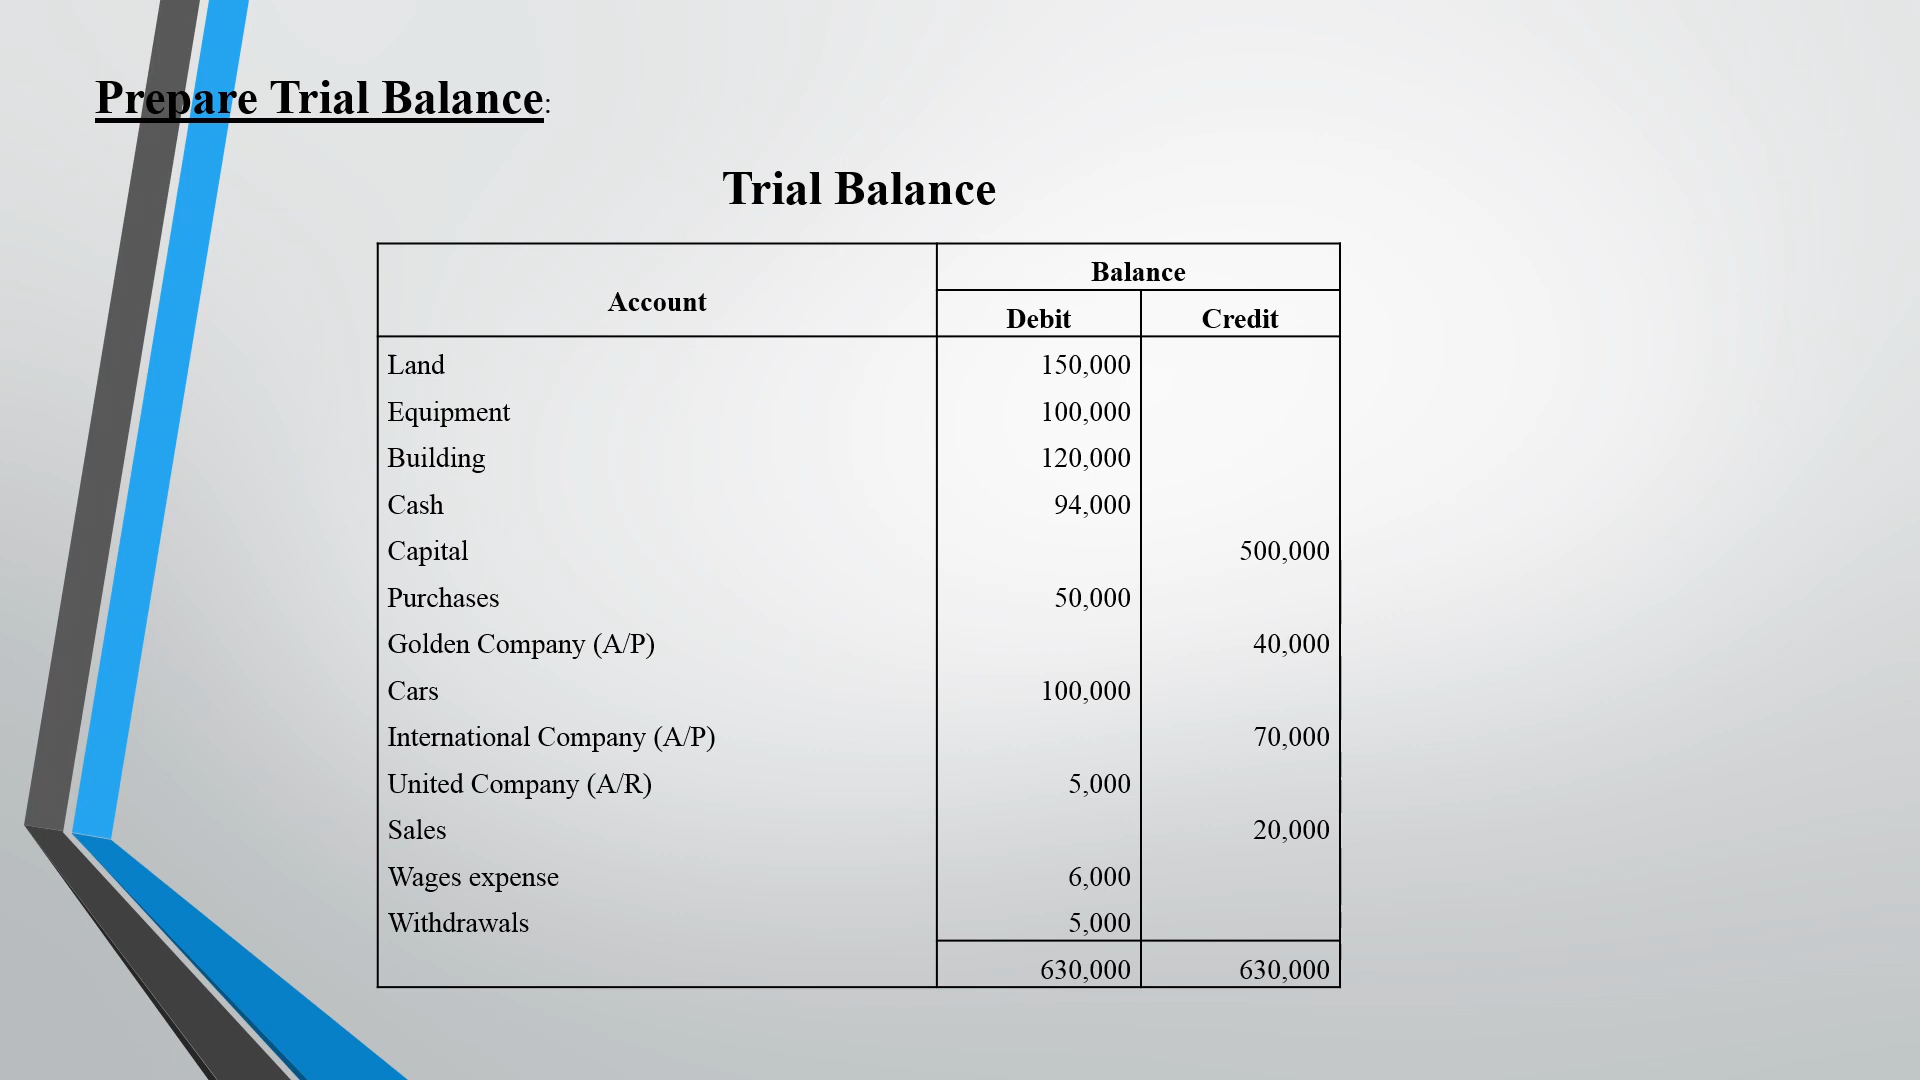 Prepare Trial Balance:
Trial Balance
Account
Balance
Debit Credit
Land 150,000
Equipment 100,000
Building 120,000
Cash 94,000
Capital 500,000
Purchases 50,000
Golden Company (A/P) 40,000
Cars 100,000
International Company (A/P) 70,000
United Company (A/R) 5,000
Sales 20,000
Wages expense 6,000
Withdrawals 5,000
630,000 630,000